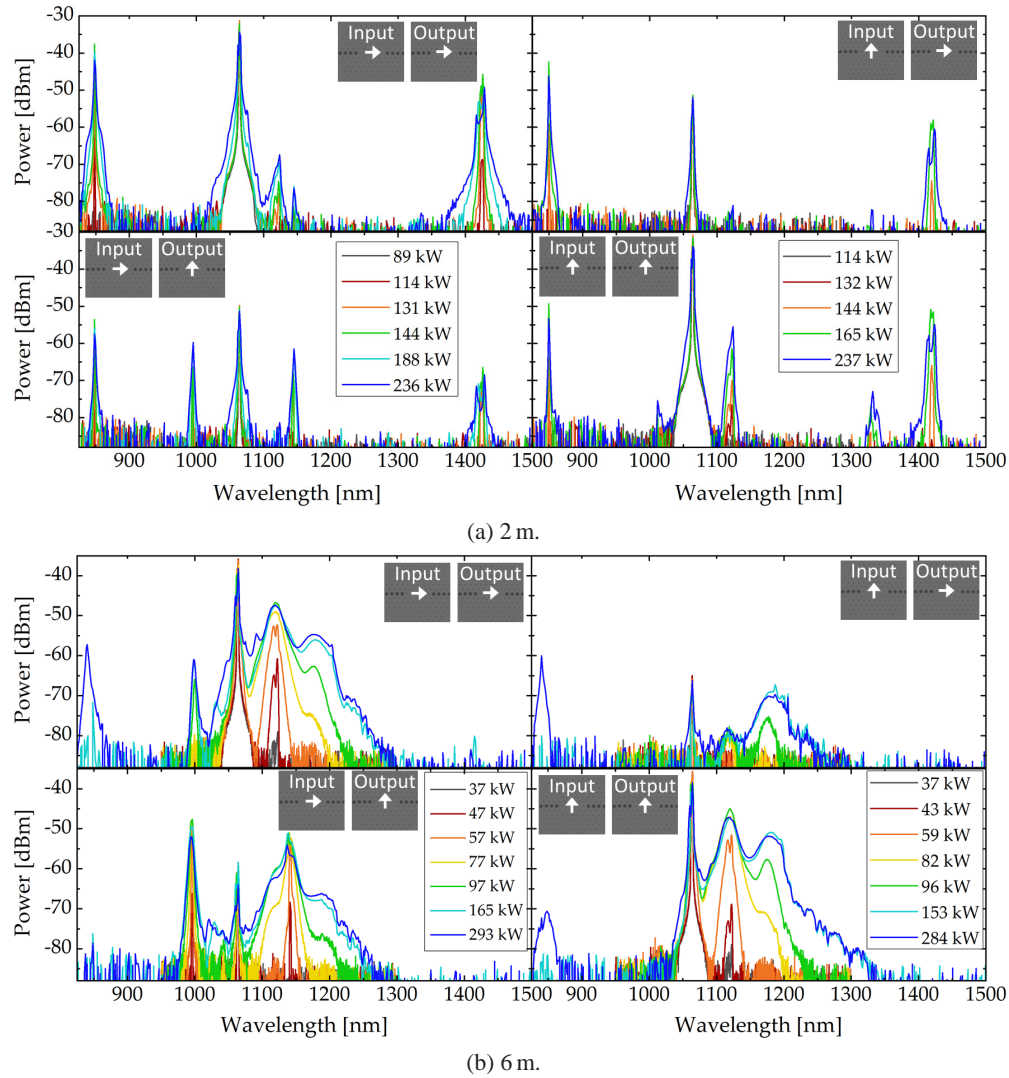 Input Output
Input Output
Power [dBm]
-30
-40
-50
-60
-70
-80
-30
Input Output
Input Output
Power [dBm]
-40
-50
-60
-70
-80
89 kW
114 kW
131 kW
144 kW
188 kW
236 kW
114 kW
132 kW
144 kW
165 kW
237 kW
900 1000 1100 1200 1300 1400 1500 900 1000 1100 1200 1300 1400 1500
Wavelength [nm] Wavelength [nm]
(a) 2 m.
Input Output
Input Output
Power [dBm]
-40
-50
-60
-70
-80
Input Output
Input Output
Power [dBm]
-40
-50
-60
-70
-80
37 kW
47 kW
57 kW
77 kW
97 kW
165 kW
293 kW
37 kW
43 kW
59 kW
82 kW
96 kW
153 kW
284 kW
900 1000 1100 1200 1300 1400 1500 900 1000 1100 1200 1300 1400 1500
Wavelength [nm] Wavelength [nm]
(b) 6 m.